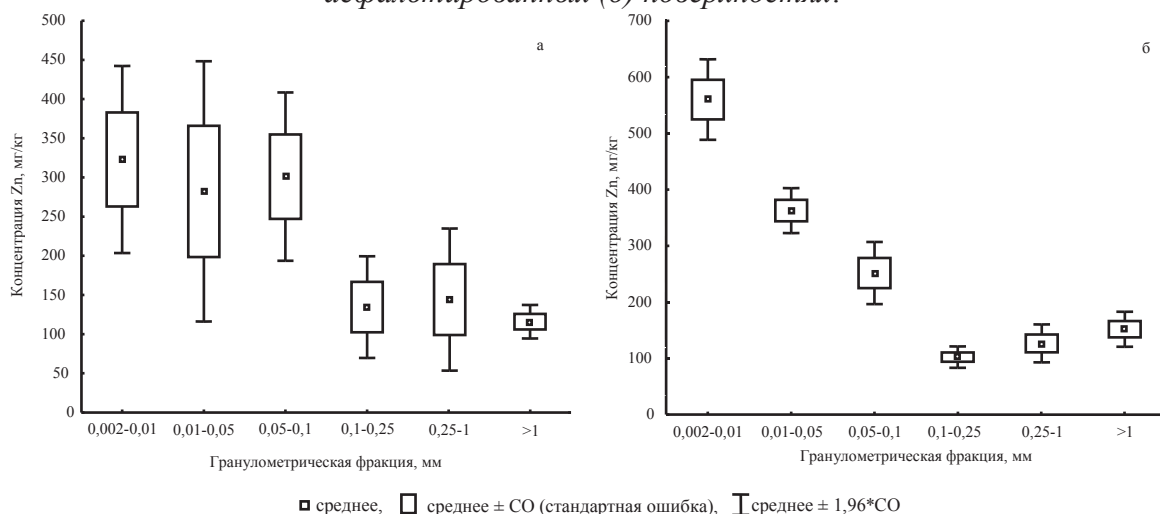 асфальтированных (б) поверхностях.
500
450
400
350
300
250
200
150
100
50
0
Концентрация Zn, мг/кг
а
0,002-0,01 0,01-0,05 0,05-0,1 0,1-0,25 0,25-1 >1
Гранулометрическая фракция, мм
700
600
500
400
300
200
100
0
Концентрация Zn, мг/кг
б
0,002-0,01 0,01-0,05 0,05-0,1 0,1-0,25 0,25-1 >1
Гранулометрическая фракция, мм
среднее, среднее ± СО (стандартная ошибка), среднее ± 1,96*СО